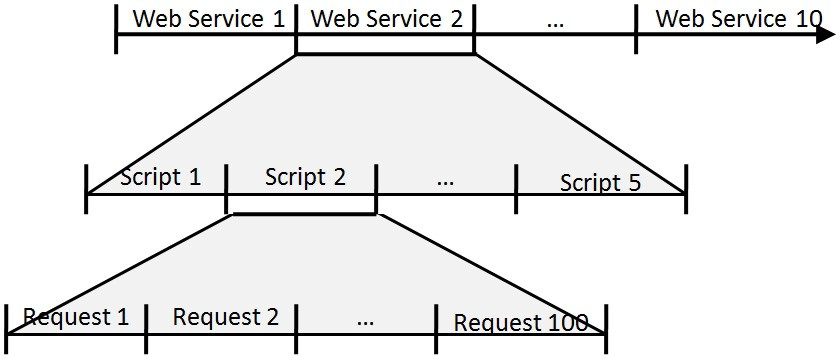 Web Service 1 Web Service 2 ... Web Service 10
Script 1 Script 2 ... Script 5
Request 1 Request 2 ... Request 100